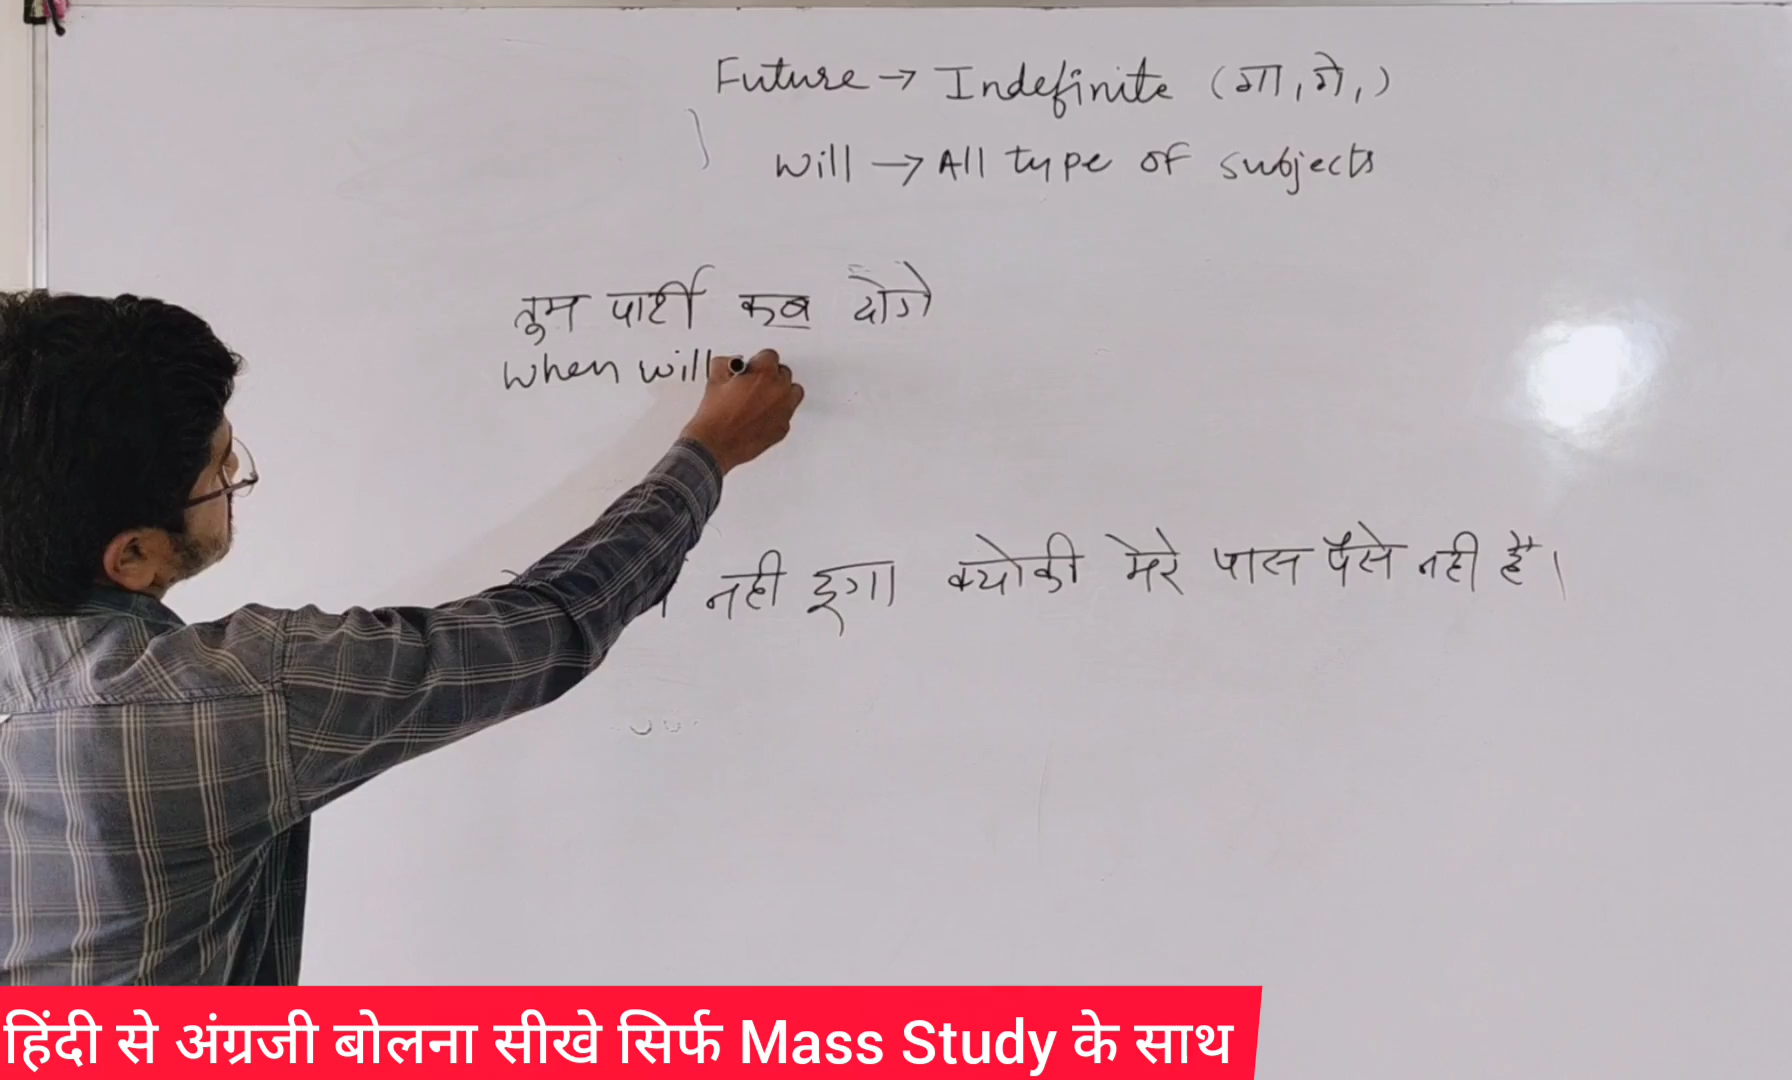 Future → Indefinite (गा, गे,)
will → All type of subjects
तुम पार्टी कब दोगे
when will
नही दूगा क्योकी मेरे पास पैसे नही है।
हिंदी से अंग्रजी बोलना सीखे सिर्फ Mass Study के साथ